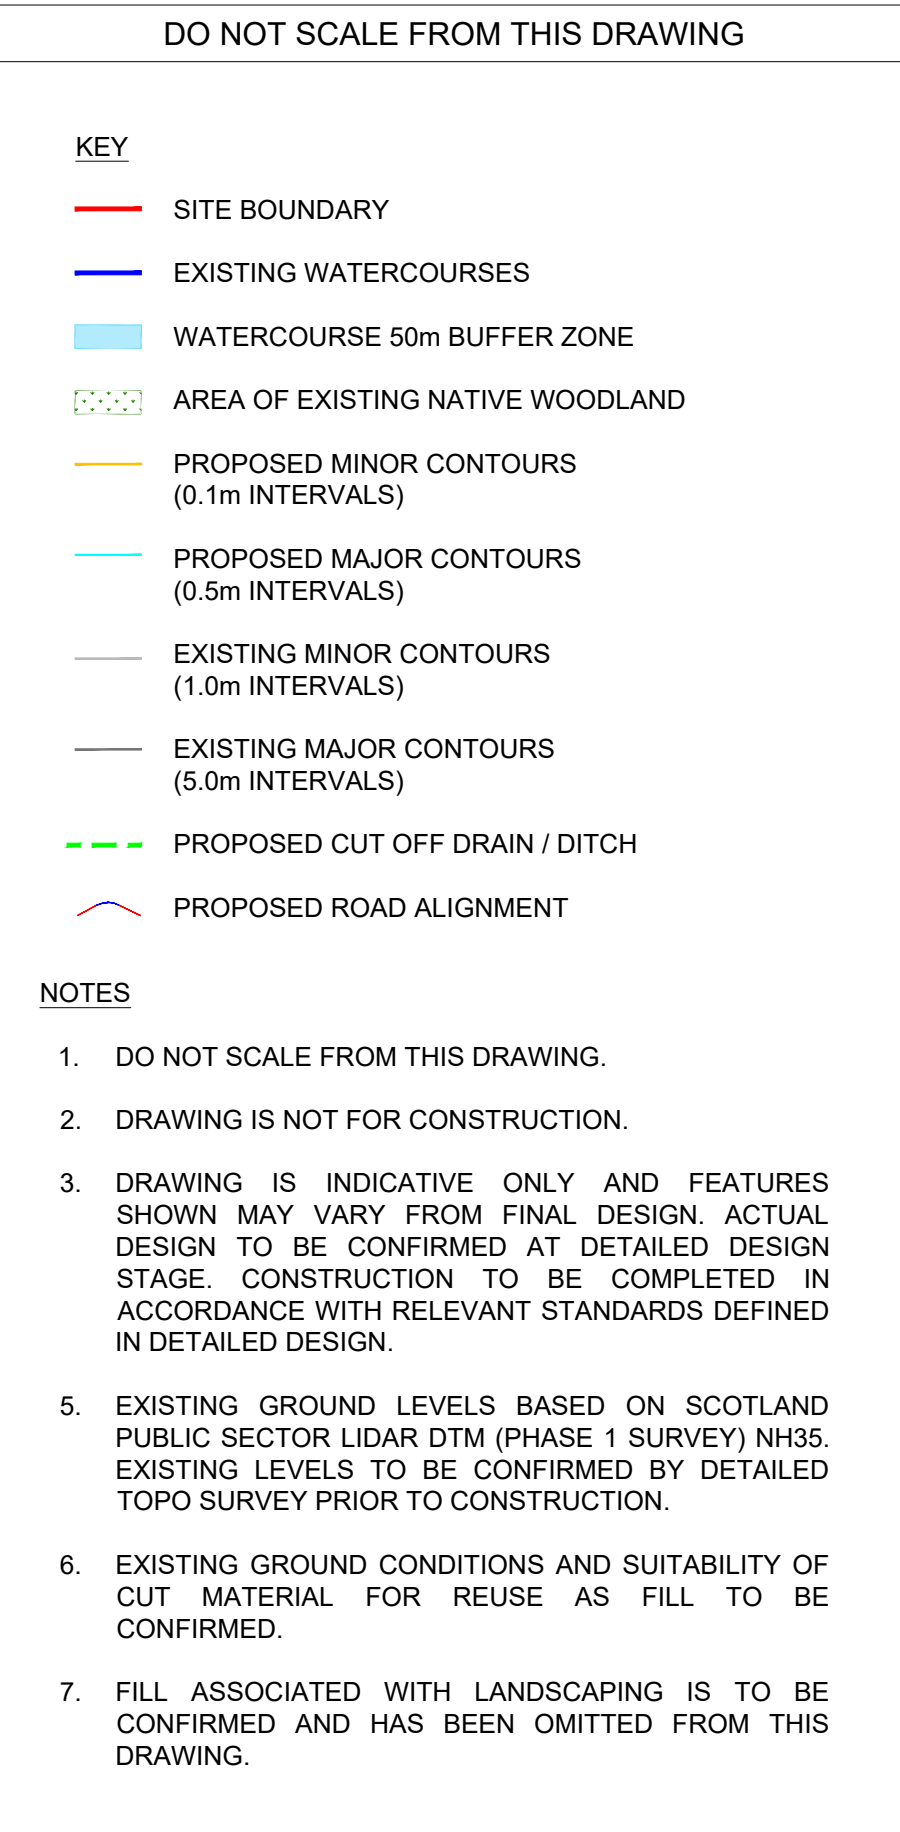 DO NOT SCALE FROM THIS DRAWING
KEY
SITE BOUNDARY
EXISTING WATERCOURSES
WATERCOURSE 50m BUFFER ZONE
AREA OF EXISTING NATIVE WOODLAND
PROPOSED MINOR CONTOURS
(0.1m INTERVALS)
PROPOSED MAJOR CONTOURS
(0.5m INTERVALS)
EXISTING MINOR CONTOURS
(1.0m INTERVALS)
EXISTING MAJOR CONTOURS
(5.0m INTERVALS)
PROPOSED CUT OFF DRAIN / DITCH
PROPOSED ROAD ALIGNMENT
NOTES
1. DO NOT SCALE FROM THIS DRAWING.
2. DRAWING IS NOT FOR CONSTRUCTION.
3. DRAWING IS INDICATIVE ONLY AND FEATURES
SHOWN MAY VARY FROM FINAL DESIGN. ACTUAL
DESIGN TO BE CONFIRMED AT DETAILED DESIGN
STAGE. CONSTRUCTION TO BE COMPLETED IN
ACCORDANCE WITH RELEVANT STANDARDS DEFINED
IN DETAILED DESIGN.
5. EXISTING GROUND LEVELS BASED ON SCOTLAND
PUBLIC SECTOR LIDAR DTM (PHASE 1 SURVEY) NH35.
EXISTING LEVELS TO BE CONFIRMED BY DETAILED
TOPO SURVEY PRIOR TO CONSTRUCTION.
6. EXISTING GROUND CONDITIONS AND SUITABILITY OF
CUT MATERIAL FOR REUSE AS FILL TO BE
CONFIRMED.
7. FILL ASSOCIATED WITH LANDSCAPING IS TO BE
CONFIRMED AND HAS BEEN OMITTED FROM THIS
DRAWING.